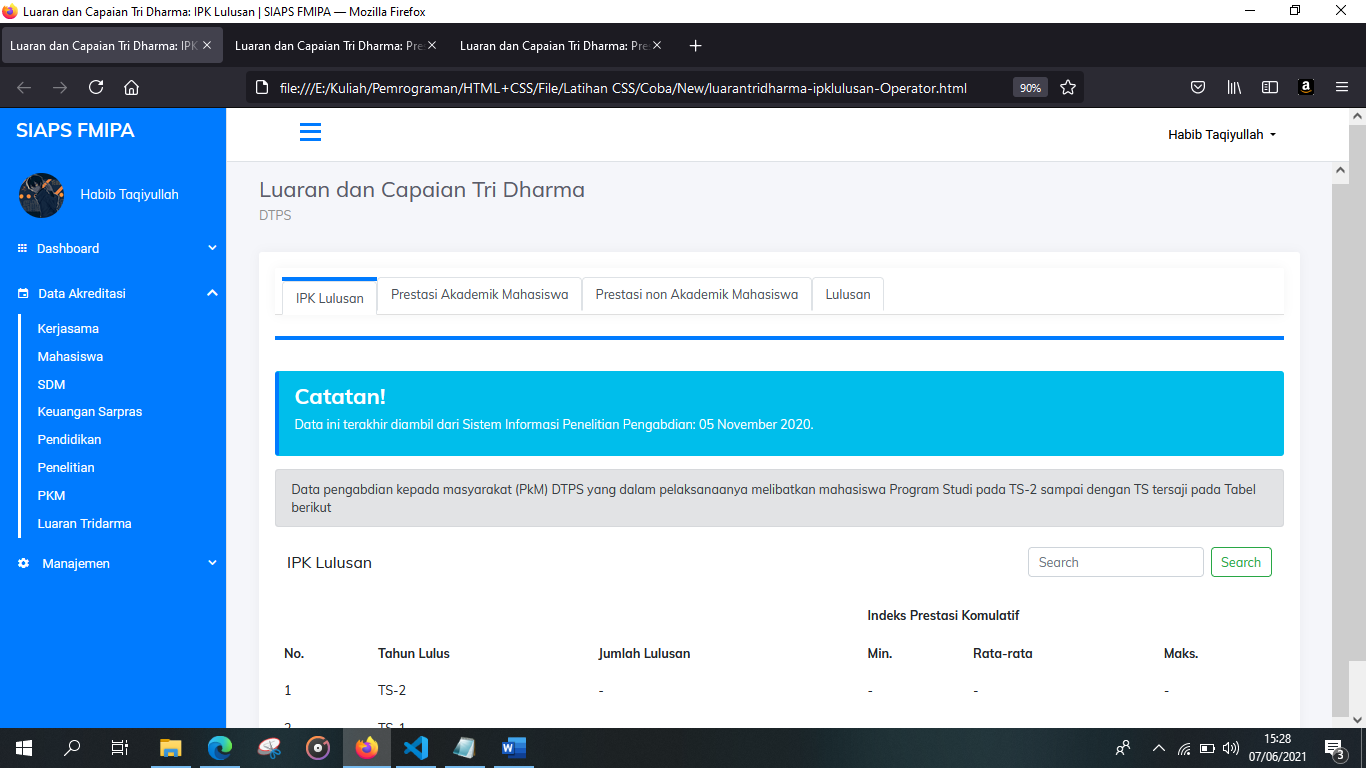 Luaran dan Capaian Tri Dharma: IPK Lulusan | SIAPS FMIPA — Mozilla Firefox
Luaran dan Capaian Tri Dharma: IPK
Luaran dan Capaian Tri Dharma: Pre
Luaran dan Capaian Tri Dharma: Pre
file:///E:/Kuliah/Pemrograman/HTML+CSS/File/Latihan CSS/Coba/New/luarantridharma-ipklulusan-Operator.html
90%
SIAPS FMIPA
Habib Taqiyullah
Habib Taqiyullah
Dashboard
Data Akreditasi
Kerjasama
Mahasiswa
SDM
Keuangan Sarpras
Pendidikan
Penelitian
PKM
Luaran Tridarma
Manajemen
Luaran dan Capaian Tri Dharma
DTPS
IPK Lulusan Prestasi Akademik Mahasiswa Prestasi non Akademik Mahasiswa Lulusan
Catatan!
Data ini terakhir diambil dari Sistem Informasi Penelitian Pengabdian: 05 November 2020.
Data pengabdian kepada masyarakat (PkM) DTPS yang dalam pelaksanaanya melibatkan mahasiswa Program Studi pada TS-2 sampai dengan TS tersaji pada Tabel
berikut
IPK Lulusan
Search Search
Indeks Prestasi Komulatif
No. Tahun Lulus Jumlah Lulusan Min. Rata-rata Maks.
1 TS-2 - - - -
2 TS-1
15:28
07/06/2021
3